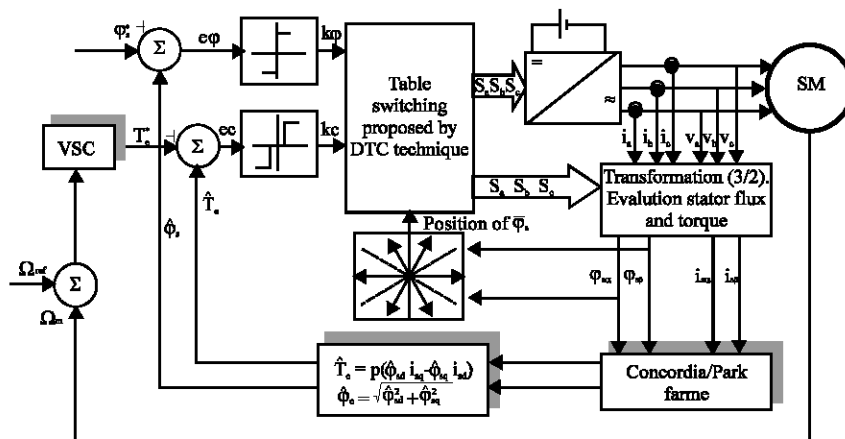 φ*s
Σ
eφ
kφ
Table
switching
proposed by
DTC technique
Sa Sb Sc
=
≈
SM
VSC
T*e
Σ
ec
kc
ia ib ic va vb vc
Sa Sb Sc
Transformation (3/2).
Evalution stator flux
and torque
T̂e
φ̂s
Position of φ̄s
Ωref
Σ
Ωm
φsα φsβ isα isβ
T̂e = p(φ̂sd isq-φ̂sq isd)
φ̂e = √φ̂²sd+φ̂²sq
Concordia/Park
farme